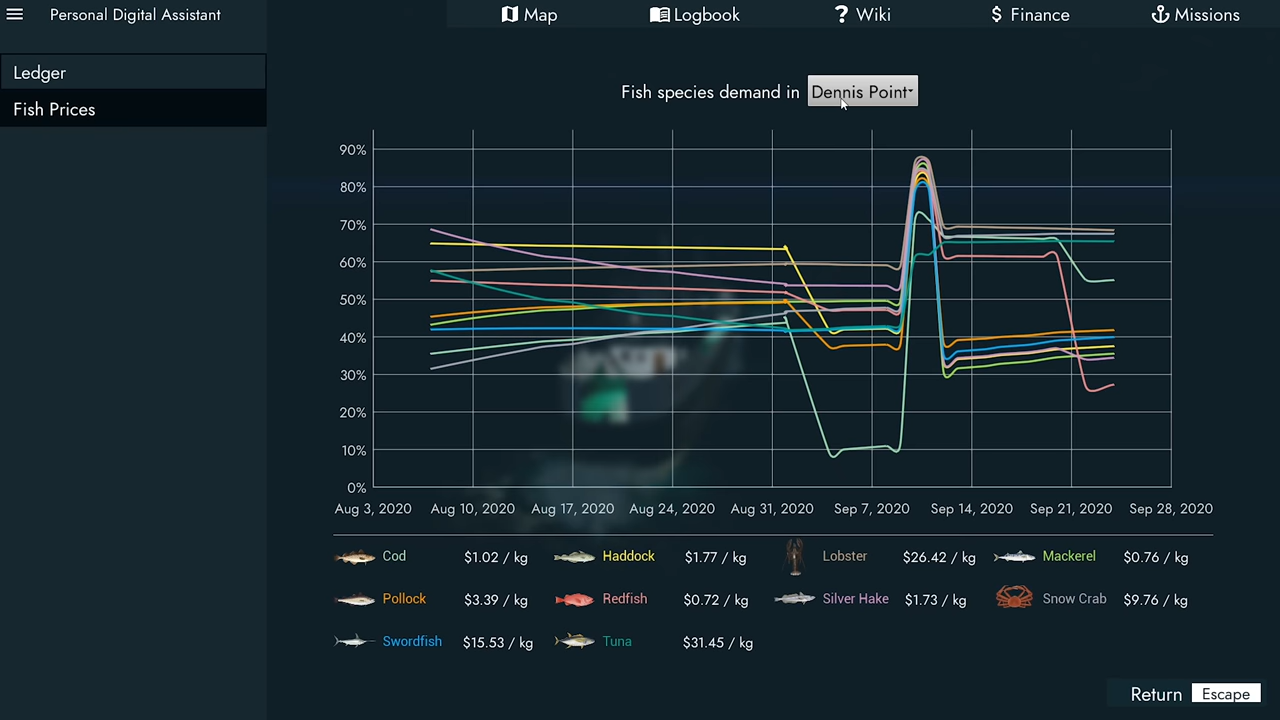 Personal Digital Assistant
Map
Logbook
? Wiki
$ Finance
Missions
Ledger
Fish Prices
Fish species demand in Dennis Point
90%
80%
70%
60%
50%
40%
30%
20%
10%
0%
Aug 3, 2020 Aug 10, 2020 Aug 17, 2020 Aug 24, 2020 Aug 31, 2020 Sep 7, 2020 Sep 14, 2020 Sep 21, 2020 Sep 28, 2020
Cod $1.02 / kg Haddock $1.77 / kg Lobster $26.42 / kg Mackerel $0.76 / kg
Pollock $3.39 / kg Redfish $0.72 / kg Silver Hake $1.73 / kg Snow Crab $9.76 / kg
Swordfish $15.53 / kg Tuna $31.45 / kg
Return Escape